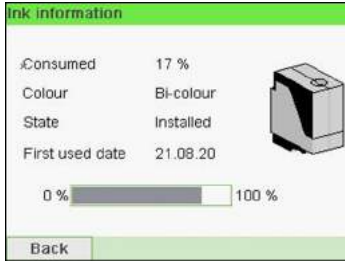 Ink information
Consumed 17 %
Colour Bi-colour
State Installed
First used date 21.08.20
0 % 100 %
Back